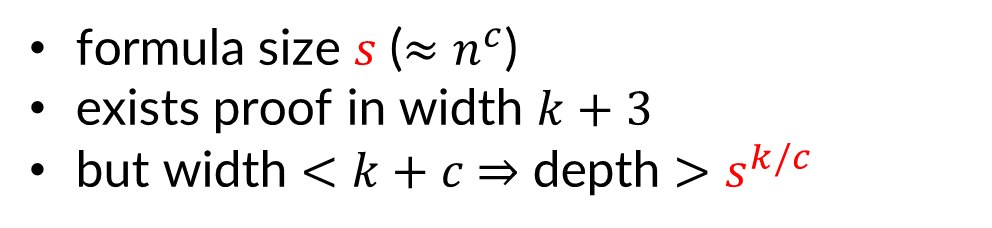 • formula size s (≈ n^c)
• exists proof in width k + 3
• but width < k + c ⇒ depth > s^{k/c}